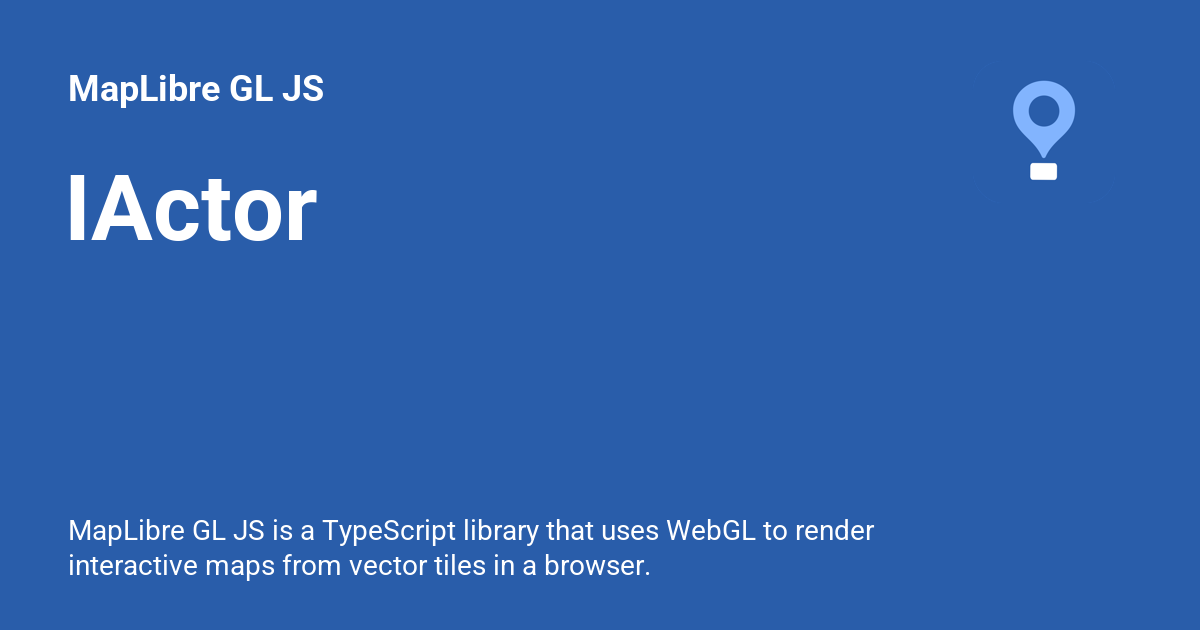 MapLibre GL JS
IActor
MapLibre GL JS is a TypeScript library that uses WebGL to render
interactive maps from vector tiles in a browser.